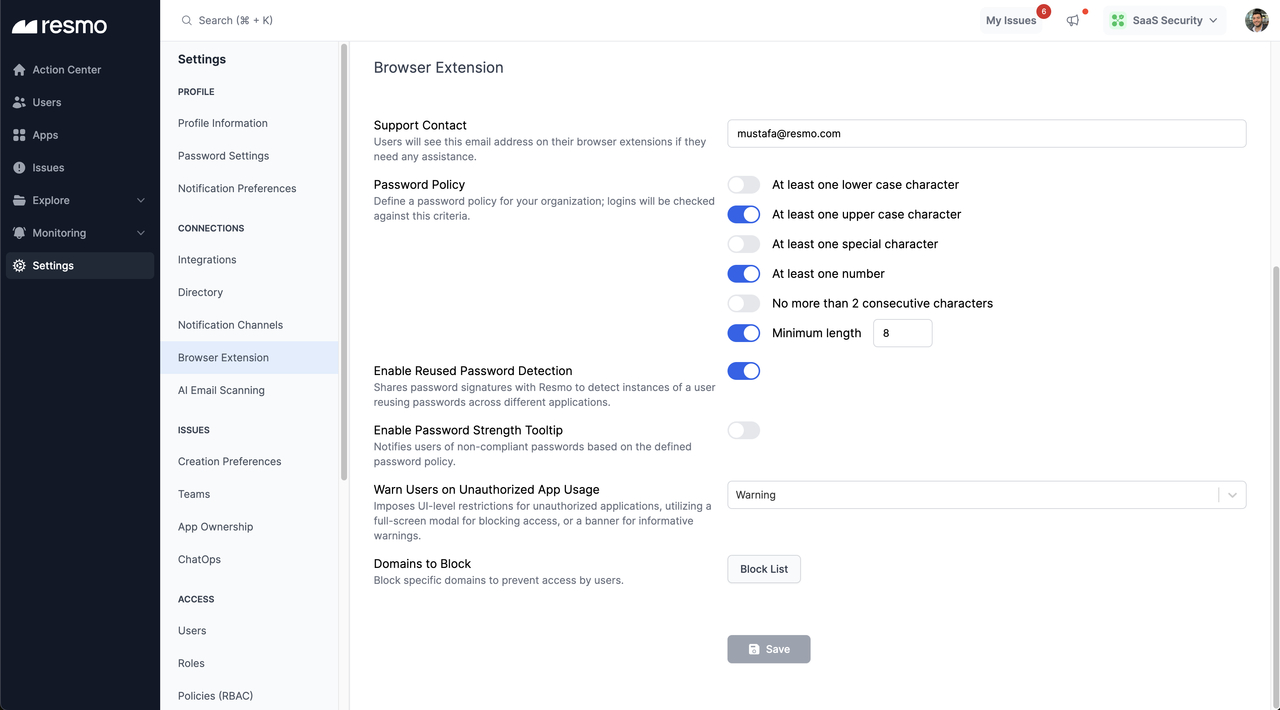 resmo
Search (⌘ + K)
My Issues
6
SaaS Security
Action Center
Users
Apps
Issues
Explore
Monitoring
Settings
Settings
PROFILE
Profile Information
Password Settings
Notification Preferences
CONNECTIONS
Integrations
Directory
Notification Channels
Browser Extension
AI Email Scanning
ISSUES
Creation Preferences
Teams
App Ownership
ChatOps
ACCESS
Users
Roles
Policies (RBAC)
Browser Extension
Support Contact
Users will see this email address on their browser extensions if they
need any assistance.
mustafa@resmo.com
Password Policy
Define a password policy for your organization; logins will be checked
against this criteria.
At least one lower case character
At least one upper case character
At least one special character
At least one number
No more than 2 consecutive characters
Minimum length 8
Enable Reused Password Detection
Shares password signatures with Resmo to detect instances of a user
reusing passwords across different applications.
Enable Password Strength Tooltip
Notifies users of non-compliant passwords based on the defined
password policy.
Warn Users on Unauthorized App Usage
Imposes UI-level restrictions for unauthorized applications, utilizing a
full-screen modal for blocking access, or a banner for informative
warnings.
Warning
Domains to Block
Block specific domains to prevent access by users.
Block List
Save